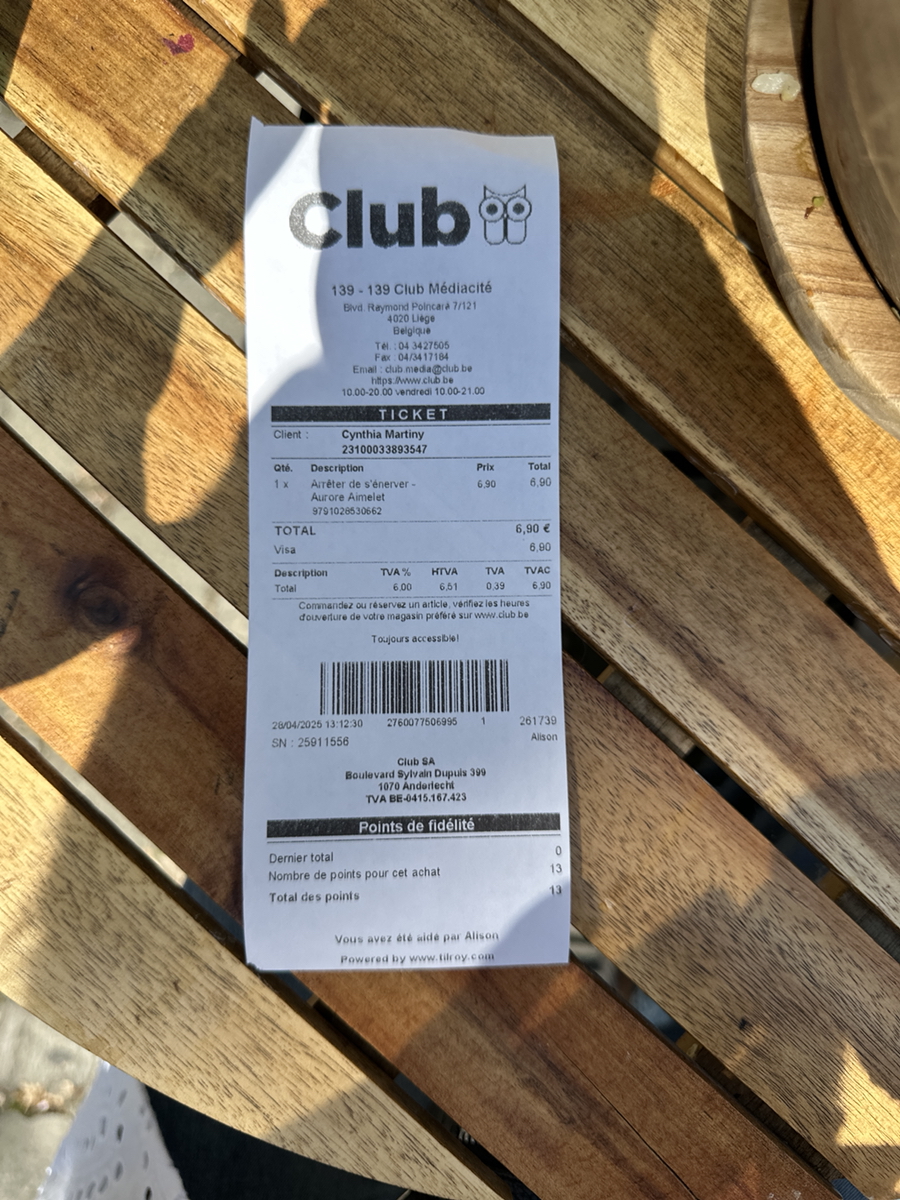 Club
139 - 139 Club Médiacité
Blvd. Raymond Poincaré 7/121
4020 Liège
Belgique
Tél. : 04 3427505
Fax : 04/3417184
Email : club.media@club.be
https://www.club.be
10.00-20.00 vendredi 10.00-21.00
TICKET
Client : Cynthia Martiny
23100033893547
Qté. Description Prix Total
1 x Arrêter de s'énerver - 6,90 6,90
Aurore Aimelet
9791028530662
TOTAL 6,90 €
Visa 6,90
Description TVA % HTVA TVA TVAC
Total 6,00 6,51 0,39 6,90
Commandez ou réservez un article, vérifiez les heures
d'ouverture de votre magasin préféré sur www.club.be
Toujours accessible!
28/04/2025 13:12:30 2760077506995 1 261739
SN : 25911556 Alison
Club SA
Boulevard Sylvain Dupuis 399
1070 Anderlecht
TVA BE-0415.167.423
Points de fidélité
Dernier total 0
Nombre de points pour cet achat 13
Total des points 13
Vous avez été aidé par Alison
Powered by www.tilroy.com